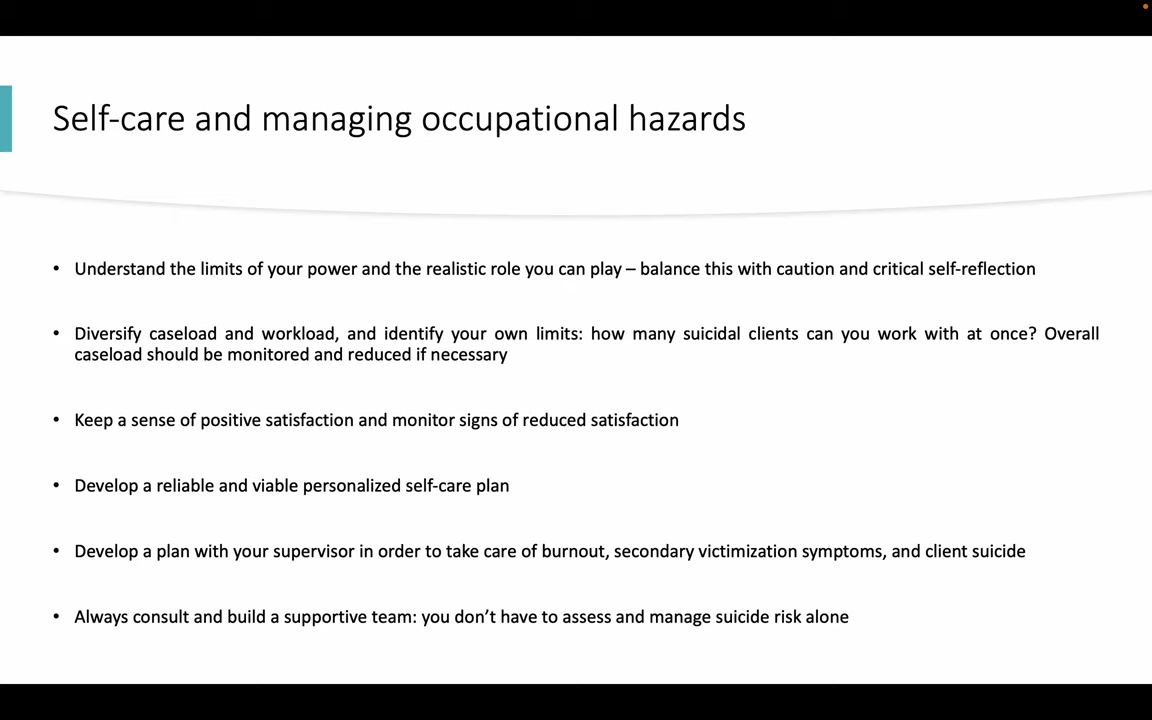 Self-care and managing occupational hazards
• Understand the limits of your power and the realistic role you can play – balance this with caution and critical self-reflection
• Diversify caseload and workload, and identify your own limits: how many suicidal clients can you work with at once? Overall
caseload should be monitored and reduced if necessary
• Keep a sense of positive satisfaction and monitor signs of reduced satisfaction
• Develop a reliable and viable personalized self-care plan
• Develop a plan with your supervisor in order to take care of burnout, secondary victimization symptoms, and client suicide
• Always consult and build a supportive team: you don’t have to assess and manage suicide risk alone